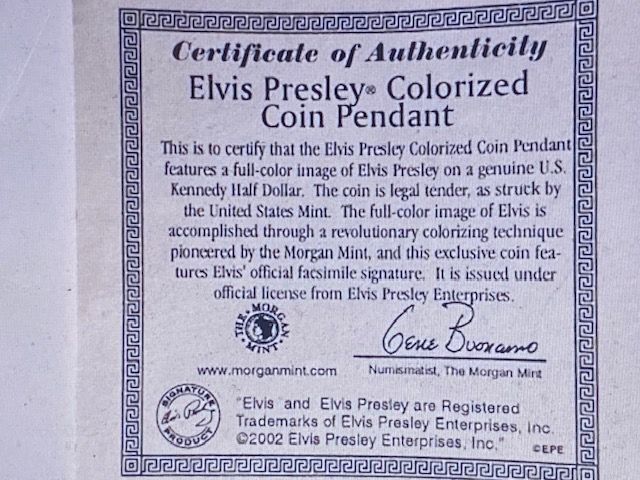 Certificate of Authenticity
Elvis Presley® Colorized
Coin Pendant
This is to certify that the Elvis Presley Colorized Coin Pendant
features a full-color image of Elvis Presley on a genuine U.S.
Kennedy Half Dollar. The coin is legal tender, as struck by
the United States Mint. The full-color image of Elvis is
accomplished through a revolutionary colorizing technique
pioneered by the Morgan Mint, and this exclusive coin fea-
tures Elvis' official facsimile signature. It is issued under
official license from Elvis Presley Enterprises.
THE MORGAN MINT
Gene Buonanno
www.morganmint.com
Numismatist, The Morgan Mint
SIGNATURE
Elvis Presley
PRODUCT
"Elvis and Elvis Presley are Registered
Trademarks of Elvis Presley Enterprises, Inc.
©2002 Elvis Presley Enterprises, Inc."
©EPE